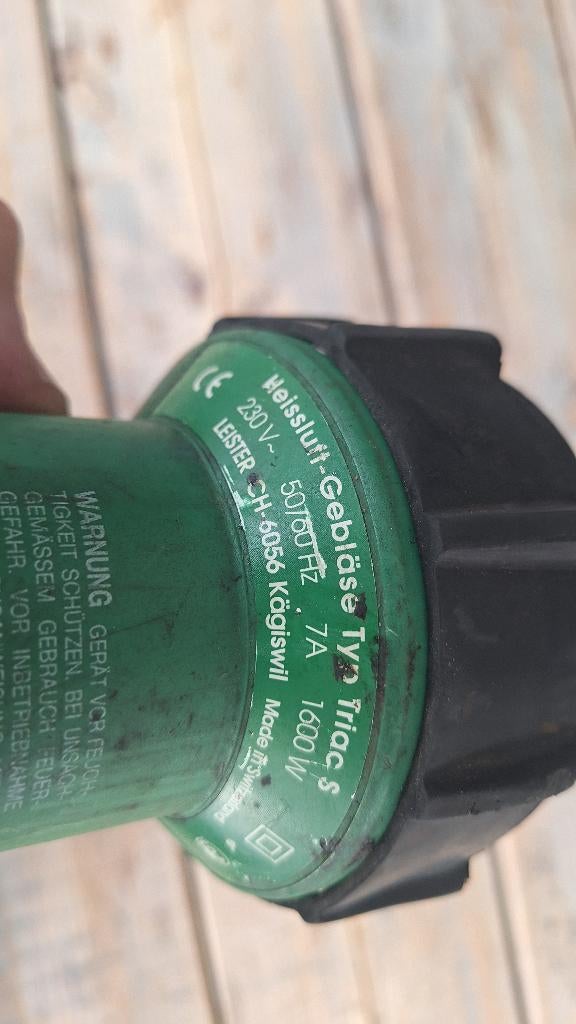 Heissluft-Gebläse Typ Triac S
230 V~ 50/60 Hz 7A 1600 W
LEISTER CH-6056 Kägiswil Made in Switzerland
CE
WARNUNG GERÄT VOR FEUCH-
TIGKEIT SCHÜTZEN. BEI UNSACH-
GEMÄSSEM GEBRAUCH FEUER-
GEFAHR. VOR INBETRIEBNAHME